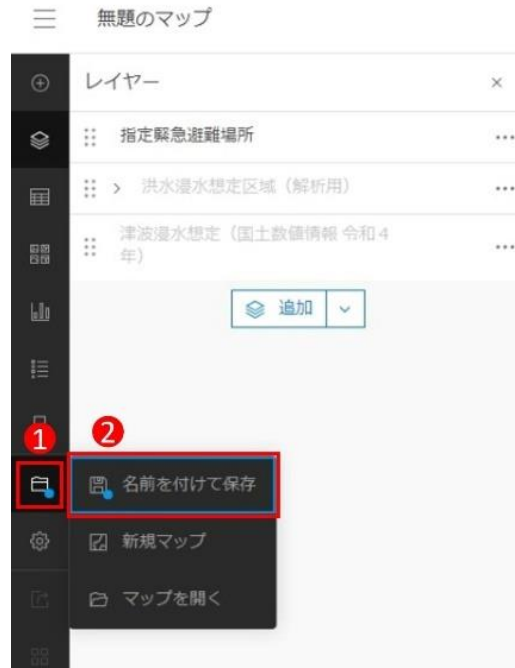 無題のマップ
レイヤー
指定緊急避難場所
洪水浸水想定区域（解析用）
津波浸水想定（国土数値情報 令和４
年）
追加
1
2
名前を付けて保存
新規マップ
マップを開く